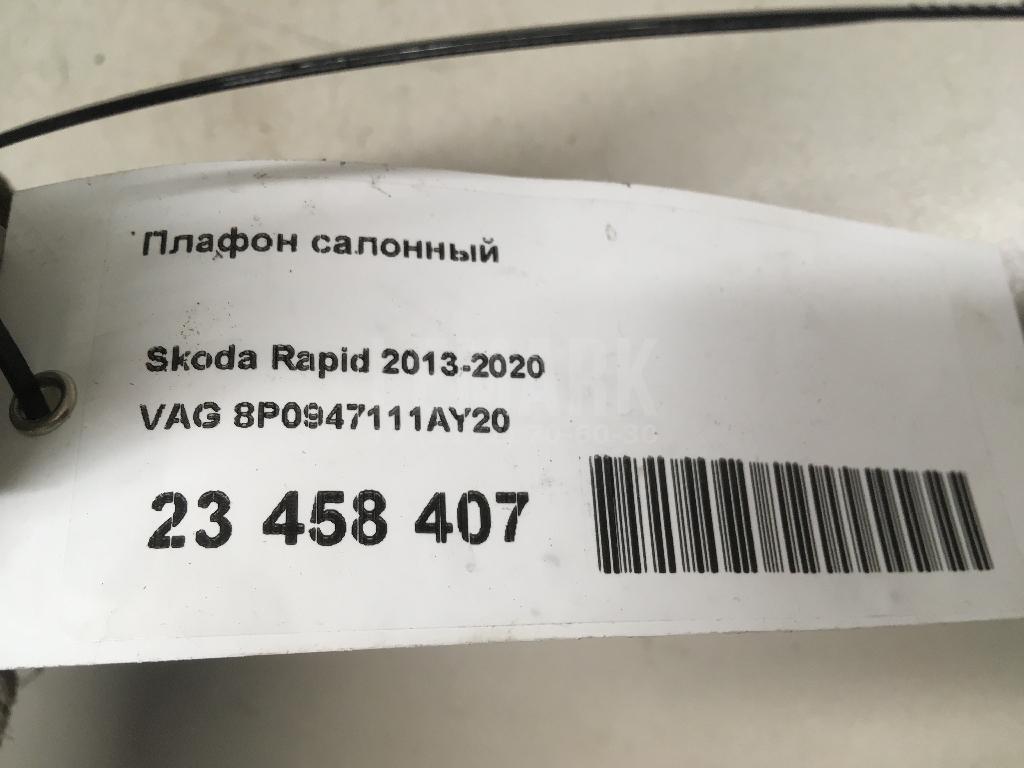 Плафон салонный
Skoda Rapid 2013-2020
VAG 8P0947111AY20
23 458 407